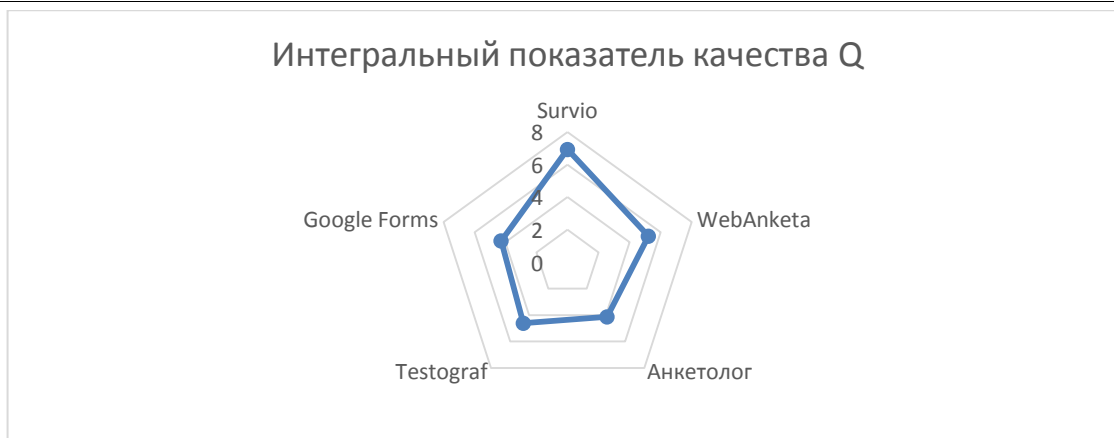 Интегральный показатель качества Q
Survio
8
6
4
2
0
Google Forms
WebAnketa
Testograf
Анкетолог